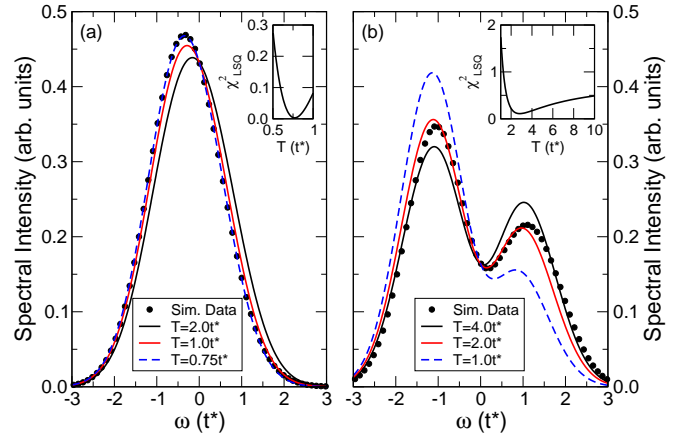 (a)
Spectral Intensity (arb. units)
0.5
0.4
0.3
0.2
0.1
0.0
-3 -2 -1 0 1 2 3
ω (t*)
Sim. Data
T=2.0t*
T=1.0t*
T=0.75t*
χ²LSQ
0.3
0.2
0.1
0
0.5 1
T (t*)
(b)
Spectral Intensity (arb. units)
0.5
0.4
0.3
0.2
0.1
0.0
-3 -2 -1 0 1 2 3
ω (t*)
Sim. Data
T=4.0t*
T=2.0t*
T=1.0t*
χ²LSQ
2
1
0
2 4 6 8 10
T (t*)